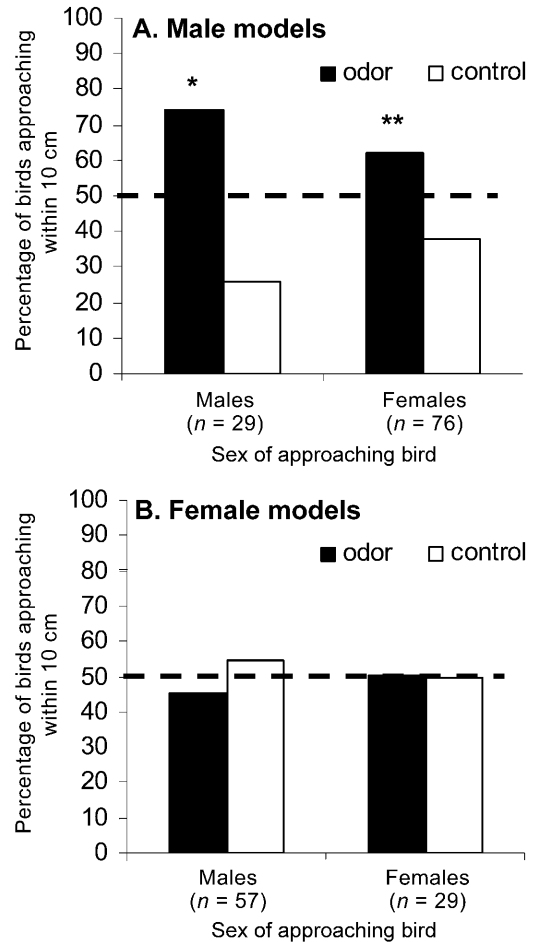 A. Male models
odor
control
Percentage of birds approaching
within 10 cm
100
90
80
70
60
50
40
30
20
10
0
*
**
Males
(n = 29)
Females
(n = 76)
Sex of approaching bird
B. Female models
odor
control
Percentage of birds approaching
within 10 cm
100
90
80
70
60
50
40
30
20
10
0
Males
(n = 57)
Females
(n = 29)
Sex of approaching bird